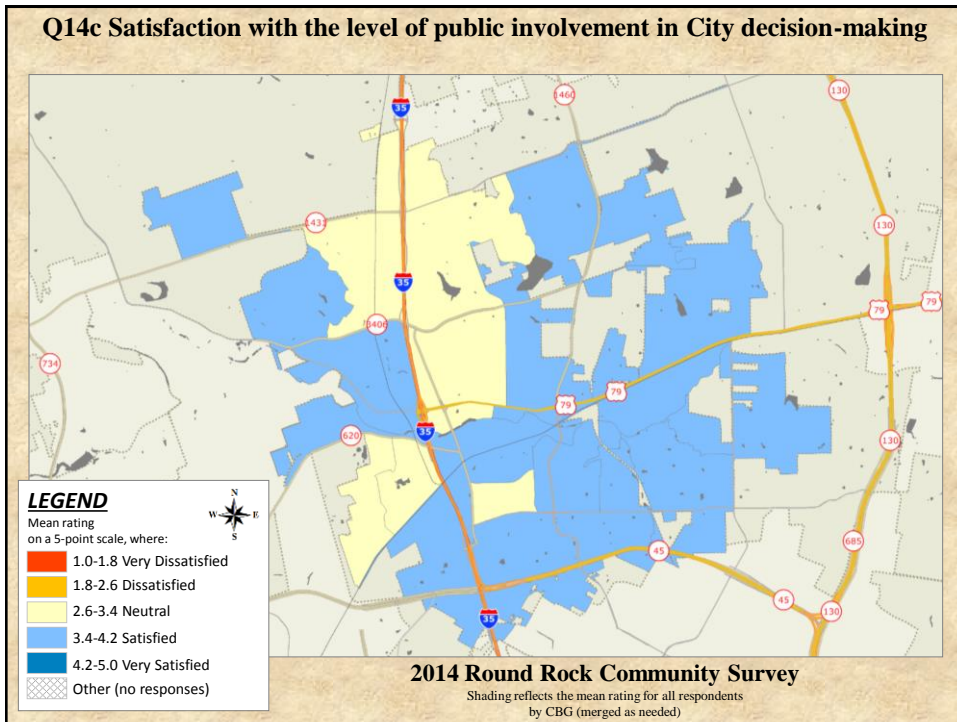 Q14c Satisfaction with the level of public involvement in City decision-making
35
1460
130
1431
130
35
79
79
3406
734
79
79
620
35
130
685
45
45
130
35
LEGEND
N
W
E
S
Mean rating
on a 5-point scale, where:
1.0-1.8 Very Dissatisfied
1.8-2.6 Dissatisfied
2.6-3.4 Neutral
3.4-4.2 Satisfied
4.2-5.0 Very Satisfied
Other (no responses)
2014 Round Rock Community Survey
Shading reflects the mean rating for all respondents
by CBG (merged as needed)